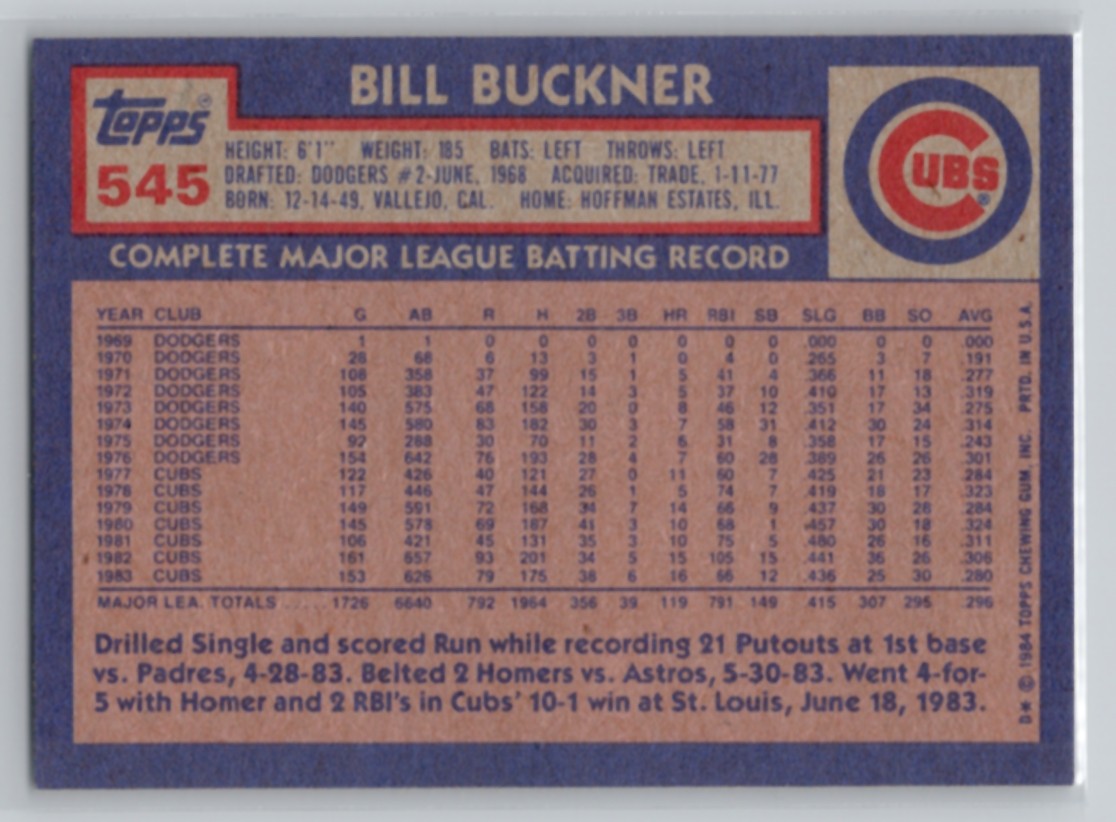 BILL BUCKNER
Topps®
545
HEIGHT: 6'1" WEIGHT: 185 BATS: LEFT THROWS: LEFT
DRAFTED: DODGERS #2-JUNE, 1968 ACQUIRED: TRADE, 1-11-77
BORN: 12-14-49, VALLEJO, CAL. HOME: HOFFMAN ESTATES, ILL.
CUBS®
COMPLETE MAJOR LEAGUE BATTING RECORD
YEAR CLUB G AB R H 2B 3B HR RBI SB SLG BB SO AVG
1969 DODGERS 1 1 0 0 0 0 0 0 0 .000 0 0 .000
1970 DODGERS 28 68 6 13 3 1 0 4 0 .265 3 7 .191
1971 DODGERS 108 358 37 99 15 1 5 41 4 .366 11 18 .277
1972 DODGERS 105 383 47 122 14 3 5 37 10 .410 17 13 .319
1973 DODGERS 140 575 68 158 20 0 8 46 12 .351 17 34 .275
1974 DODGERS 145 580 83 182 30 3 7 58 31 .412 30 24 .314
1975 DODGERS 92 288 30 70 11 2 6 31 8 .358 17 15 .243
1976 DODGERS 154 642 76 193 28 4 7 60 28 .389 26 26 .301
1977 CUBS 122 426 40 121 27 0 11 60 7 .425 21 23 .284
1978 CUBS 117 446 47 144 26 1 5 74 7 .419 18 17 .323
1979 CUBS 149 591 72 168 34 7 14 66 9 .437 30 28 .284
1980 CUBS 145 578 69 187 41 3 10 68 1 .457 30 18 .324
1981 CUBS 106 421 45 131 35 3 10 75 5 .480 26 16 .311
1982 CUBS 161 657 93 201 34 5 15 105 15 .441 36 26 .306
1983 CUBS 153 626 79 175 38 6 16 66 12 .436 25 30 .280
MAJOR LEA. TOTALS ..... 1726 6640 792 1964 356 39 119 791 149 .415 307 295 .296
Drilled Single and scored Run while recording 21 Putouts at 1st base
vs. Padres, 4-28-83. Belted 2 Homers vs. Astros, 5-30-83. Went 4-for-
5 with Homer and 2 RBI's in Cubs' 10-1 win at St. Louis, June 18, 1983.
D* © 1984 TOPPS CHEWING GUM, INC. PRTD. IN U.S.A.